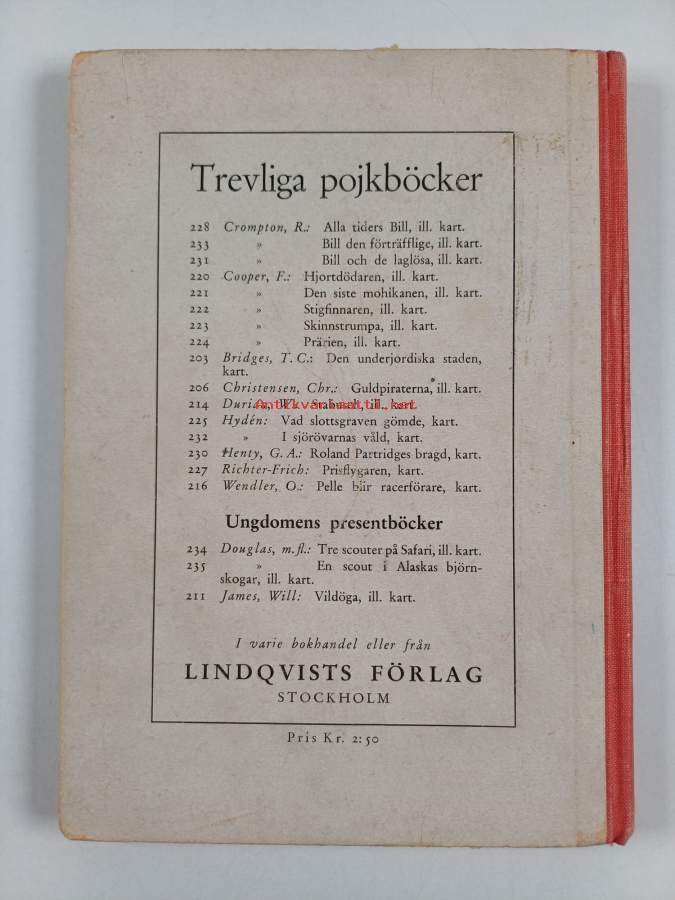 Trevliga pojkböcker
228 Crompton, R.: Alla tiders Bill, ill. kart.
233 » Bill den förträfflige, ill. kart.
231 » Bill och de laglösa, ill. kart.
220 Cooper, F.: Hjortdödaren, ill. kart.
221 » Den siste mohikanen, ill. kart.
222 » Stigfinnaren, ill. kart.
223 » Skinnstrumpa, ill. kart.
224 » Prärien, ill. kart.
203 Bridges, T. C.: Den underjordiska staden,
kart.
206 Christensen, Chr.: Guldpiraterna, ill. kart.
214 ill. kart.
225 Hydén: Vad slottsgraven gömde, kart.
232 » I sjörövarnas våld, kart.
230 Henty, G. A.: Roland Partridges bragd, kart.
227 Richter-Frich: Prisflygaren, kart.
216 Wendler, O.: Pelle blir racerförare, kart.
Ungdomens presentböcker
234 Douglas, m.fl.: Tre scouter på Safari, ill. kart.
235 » En scout i Alaskas björn-
skogar, ill. kart.
211 James, Will: Vildöga, ill. kart.
I varje bokhandel eller från
LINDQVISTS FÖRLAG
STOCKHOLM
Pris Kr. 2:50